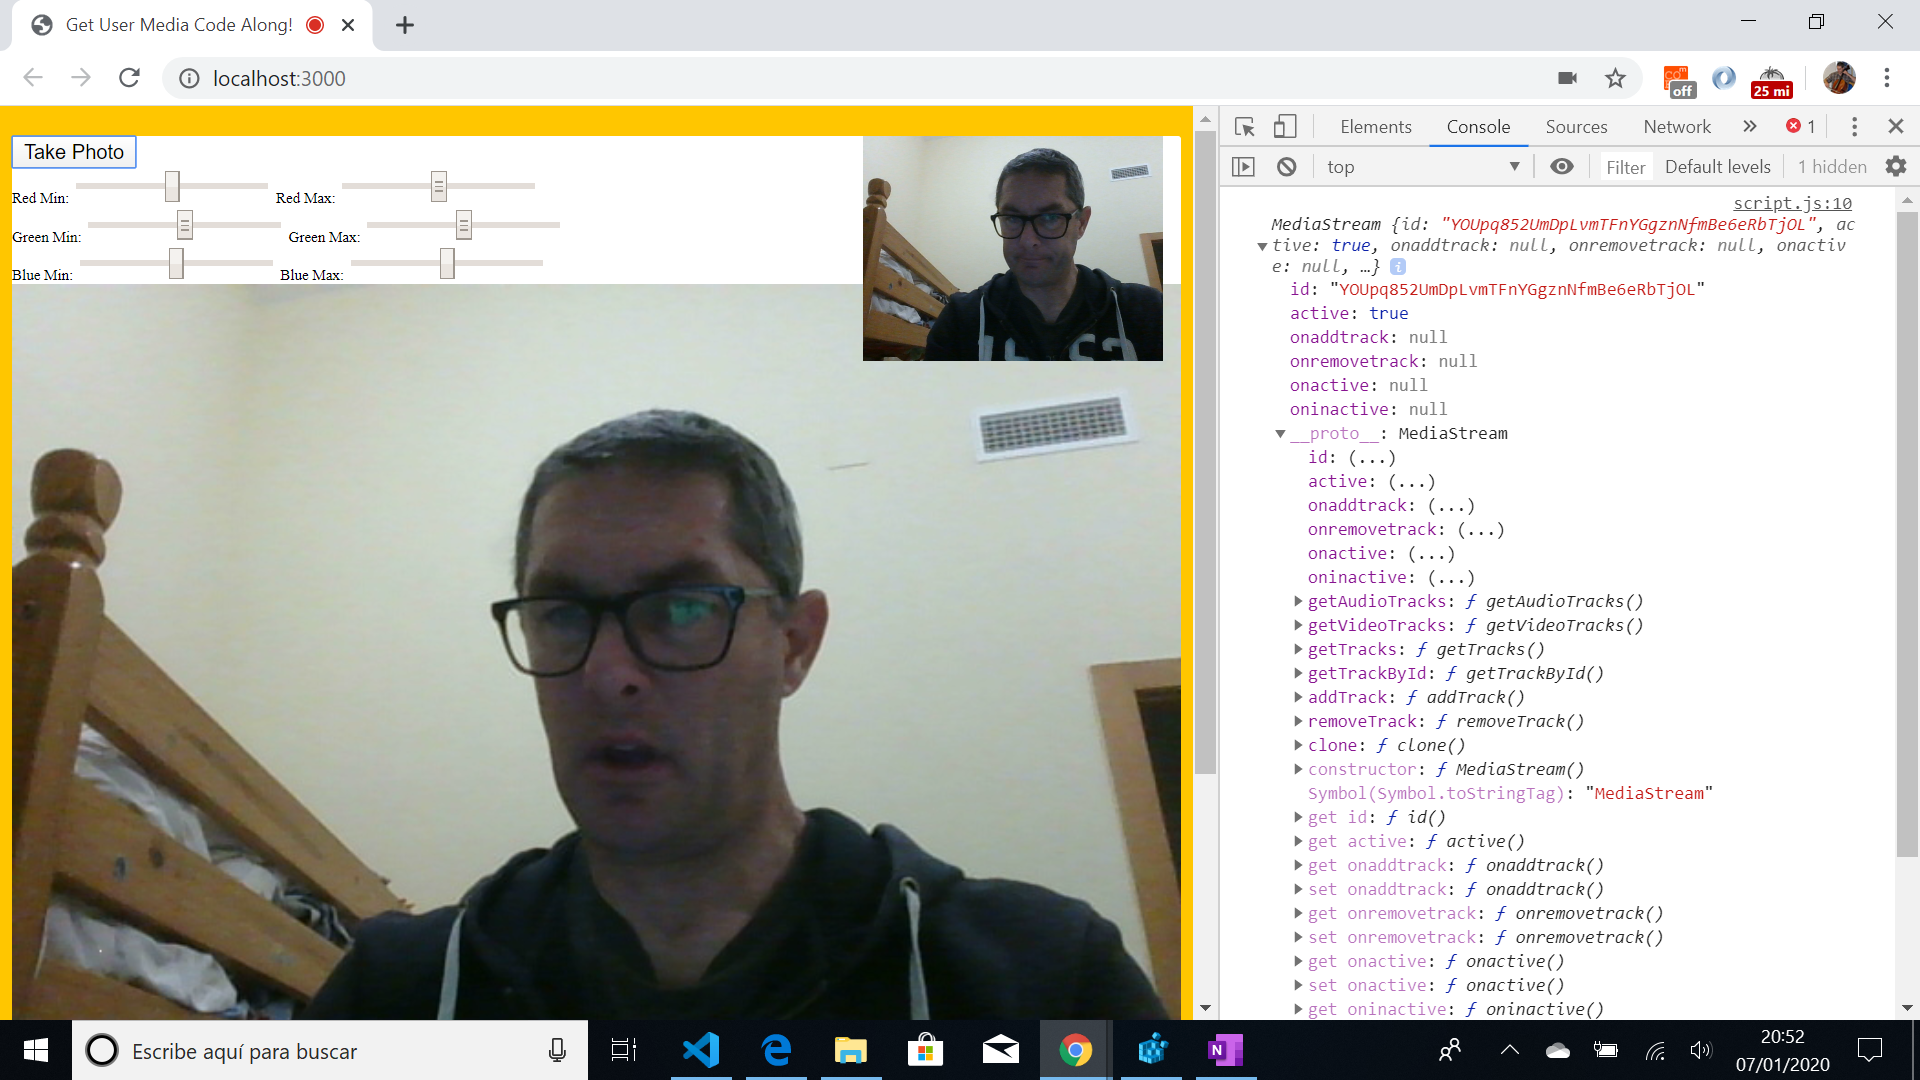 Get User Media Code Along!
localhost:3000
off
25 mi
Take Photo
Red Min:
Red Max:
Green Min:
Green Max:
Blue Min:
Blue Max:
Elements
Console
Sources
Network
1
top
Filter
Default levels
1 hidden
script.js:10
MediaStream {id: "YOUpq852UmDpLvmTFnYGgznNfmBe6eRbTjOL", ac
tive: true, onaddtrack: null, onremovetrack: null, onactiv
e: null, …}
id: "YOUpq852UmDpLvmTFnYGgznNfmBe6eRbTjOL"
active: true
onaddtrack: null
onremovetrack: null
onactive: null
oninactive: null
__proto__: MediaStream
id: (...)
active: (...)
onaddtrack: (...)
onremovetrack: (...)
onactive: (...)
oninactive: (...)
getAudioTracks: ƒ getAudioTracks()
getVideoTracks: ƒ getVideoTracks()
getTracks: ƒ getTracks()
getTrackById: ƒ getTrackById()
addTrack: ƒ addTrack()
removeTrack: ƒ removeTrack()
clone: ƒ clone()
constructor: ƒ MediaStream()
Symbol(Symbol.toStringTag): "MediaStream"
get id: ƒ id()
get active: ƒ active()
get onaddtrack: ƒ onaddtrack()
set onaddtrack: ƒ onaddtrack()
get onremovetrack: ƒ onremovetrack()
set onremovetrack: ƒ onremovetrack()
get onactive: ƒ onactive()
set onactive: ƒ onactive()
get oninactive: ƒ oninactive()
Escribe aquí para buscar
20:52
07/01/2020